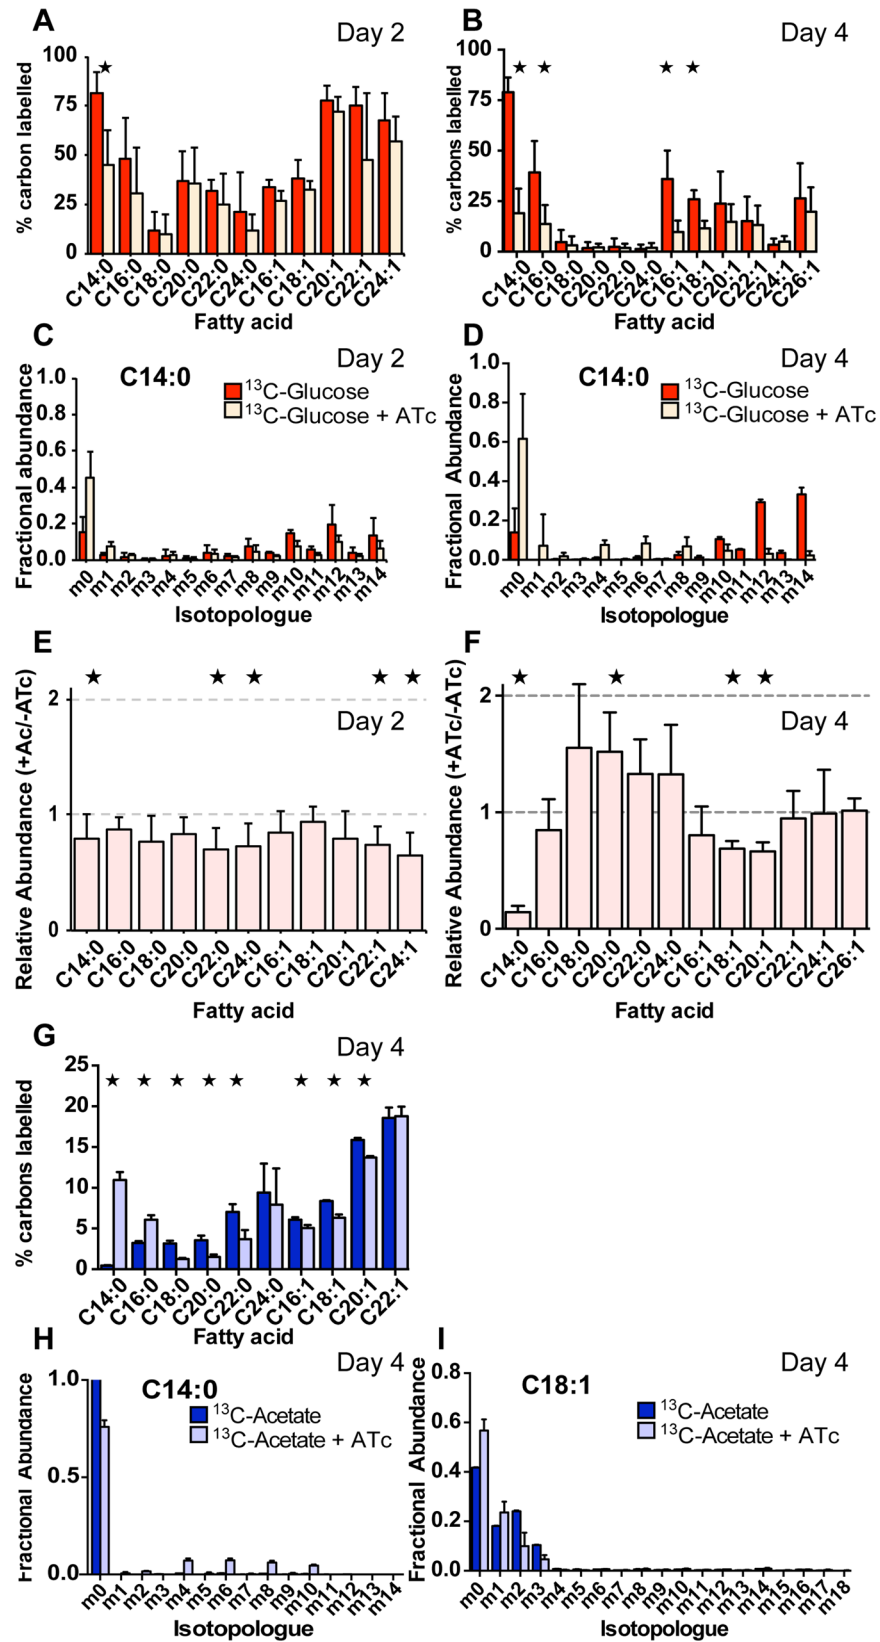 A
Day 2
% carbon labelled
100
75
50
25
0
C14:0
C16:0
C18:0
C20:0
C22:0
C24:0
C16:1
C18:1
C20:1
C22:1
C24:1
Fatty acid
B
Day 4
% carbons labelled
100
75
50
25
0
C14:0
C16:0
C18:0
C20:0
C22:0
C24:0
C16:1
C18:1
C20:1
C22:1
C24:1
C26:1
Fatty acid
C
Day 2
C14:0
¹³C-Glucose
¹³C-Glucose + ATc
Fractional abundance
1.0
0.8
0.6
0.4
0.2
0.0
m0
m1
m2
m3
m4
m5
m6
m7
m8
m9
m10
m11
m12
m13
m14
Isotopologue
D
Day 4
C14:0
¹³C-Glucose
¹³C-Glucose + ATc
Fractional Abundance
1.0
0.8
0.6
0.4
0.2
0.0
m0
m1
m2
m3
m4
m5
m6
m7
m8
m9
m10
m11
m12
m13
m14
Isotopologue
E
Day 2
Relative Abundance (+Ac/-ATc)
2
1
0
C14:0
C16:0
C18:0
C20:0
C22:0
C24:0
C16:1
C18:1
C20:1
C22:1
C24:1
Fatty acid
F
Day 4
Relative Abundance (+ATc/-ATc)
2
1
0
C14:0
C16:0
C18:0
C20:0
C22:0
C24:0
C16:1
C18:1
C20:1
C22:1
C24:1
C26:1
Fatty acid
G
Day 4
% carbons labelled
25
20
15
10
5
0
C14:0
C16:0
C18:0
C20:0
C22:0
C24:0
C16:1
C18:1
C20:1
C22:1
Fatty acid
H
Day 4
C14:0
¹³C-Acetate
¹³C-Acetate + ATc
Fractional Abundance
1.0
0.5
0.0
m0
m1
m2
m3
m4
m5
m6
m7
m8
m9
m10
m11
m12
m13
m14
Isotopologue
I
Day 4
C18:1
¹³C-Acetate
¹³C-Acetate + ATc
Fractional Abundance
0.8
0.6
0.4
0.2
0.0
m0
m1
m2
m3
m4
m5
m6
m7
m8
m9
m10
m11
m12
m13
m14
m15
m16
m17
m18
Isotopologue